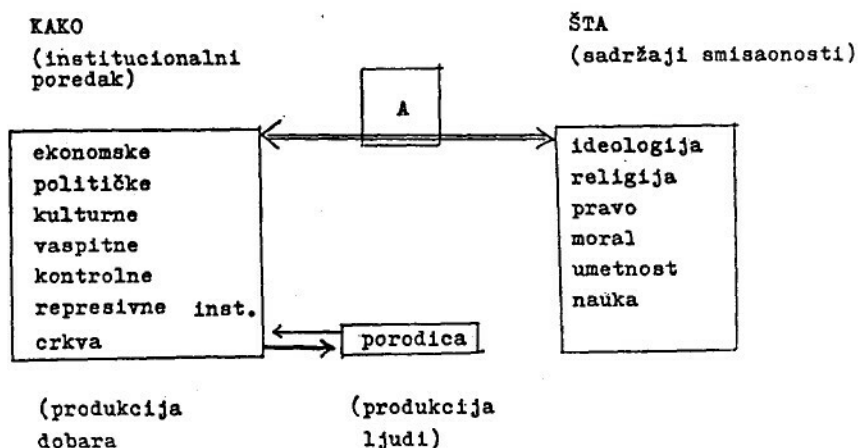 KAKO
(institucionalni
poredak)
ŠTA
(sadržaji smisaonosti)
A
ekonomske
političke
kulturne
vaspitne
kontrolne
represivne inst.
crkva
porodica
ideologija
religija
pravo
moral
umetnost
nauka
(produkcija
dobara
(produkcija
ljudi)